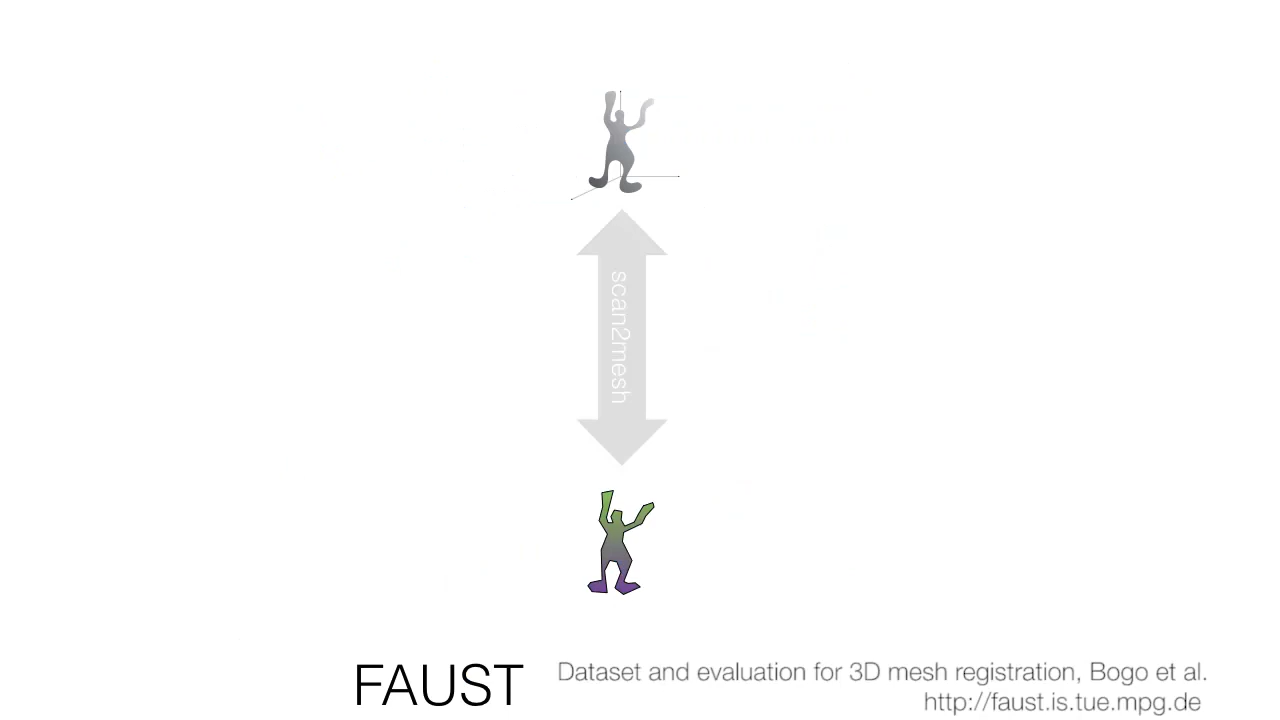 scan2mesh
FAUST
Dataset and evaluation for 3D mesh registration, Bogo et al.
http://faust.is.tue.mpg.de